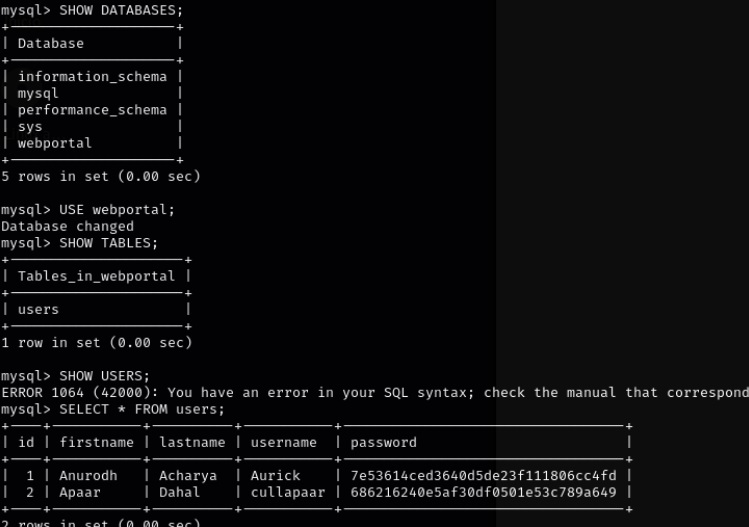 mysql> SHOW DATABASES;
+--------------------+
| Database           |
+--------------------+
| information_schema |
| mysql              |
| performance_schema |
| sys                |
| webportal          |
+--------------------+
5 rows in set (0.00 sec)
mysql> USE webportal;
Database changed
mysql> SHOW TABLES;
+---------------------+
| Tables_in_webportal |
+---------------------+
| users               |
+---------------------+
1 row in set (0.00 sec)
mysql> SHOW USERS;
ERROR 1064 (42000): You have an error in your SQL syntax; check the manual that correspond
mysql> SELECT * FROM users;
+----+-----------+----------+-----------+----------------------------------+
| id | firstname | lastname | username  | password                         |
+----+-----------+----------+-----------+----------------------------------+
|  1 | Anurodh   | Acharya  | Aurick    | 7e53614ced3640d5de23f111806cc4fd |
|  2 | Apaar     | Dahal    | cullapaar | 686216240e5af30df0501e53c789a649 |
+----+-----------+----------+-----------+----------------------------------+
2 rows in set (0.00 sec)